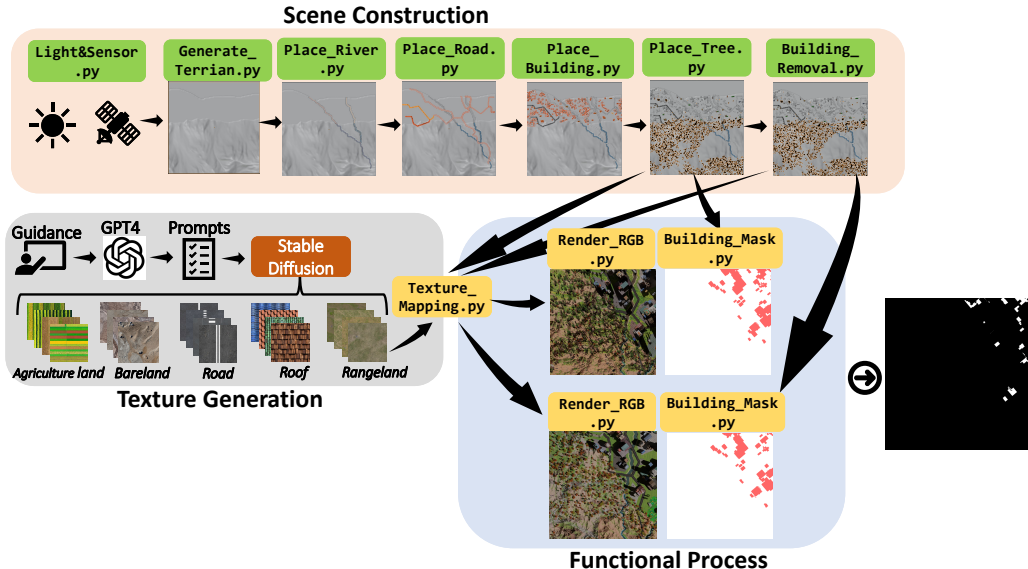 Scene Construction
Light&Sensor
.py
Generate_
Terrian.py
Place_River
.py
Place_Road.
py
Place_
Building.py
Place_Tree.
py
Building_
Removal.py
Guidance
GPT4
Prompts
Stable
Diffusion
Agriculture land
Bareland
Road
Roof
Rangeland
Texture Generation
Texture_
Mapping.py
Render_RGB
.py
Building_Mask
.py
Render_RGB
.py
Building_Mask
.py
Functional Process